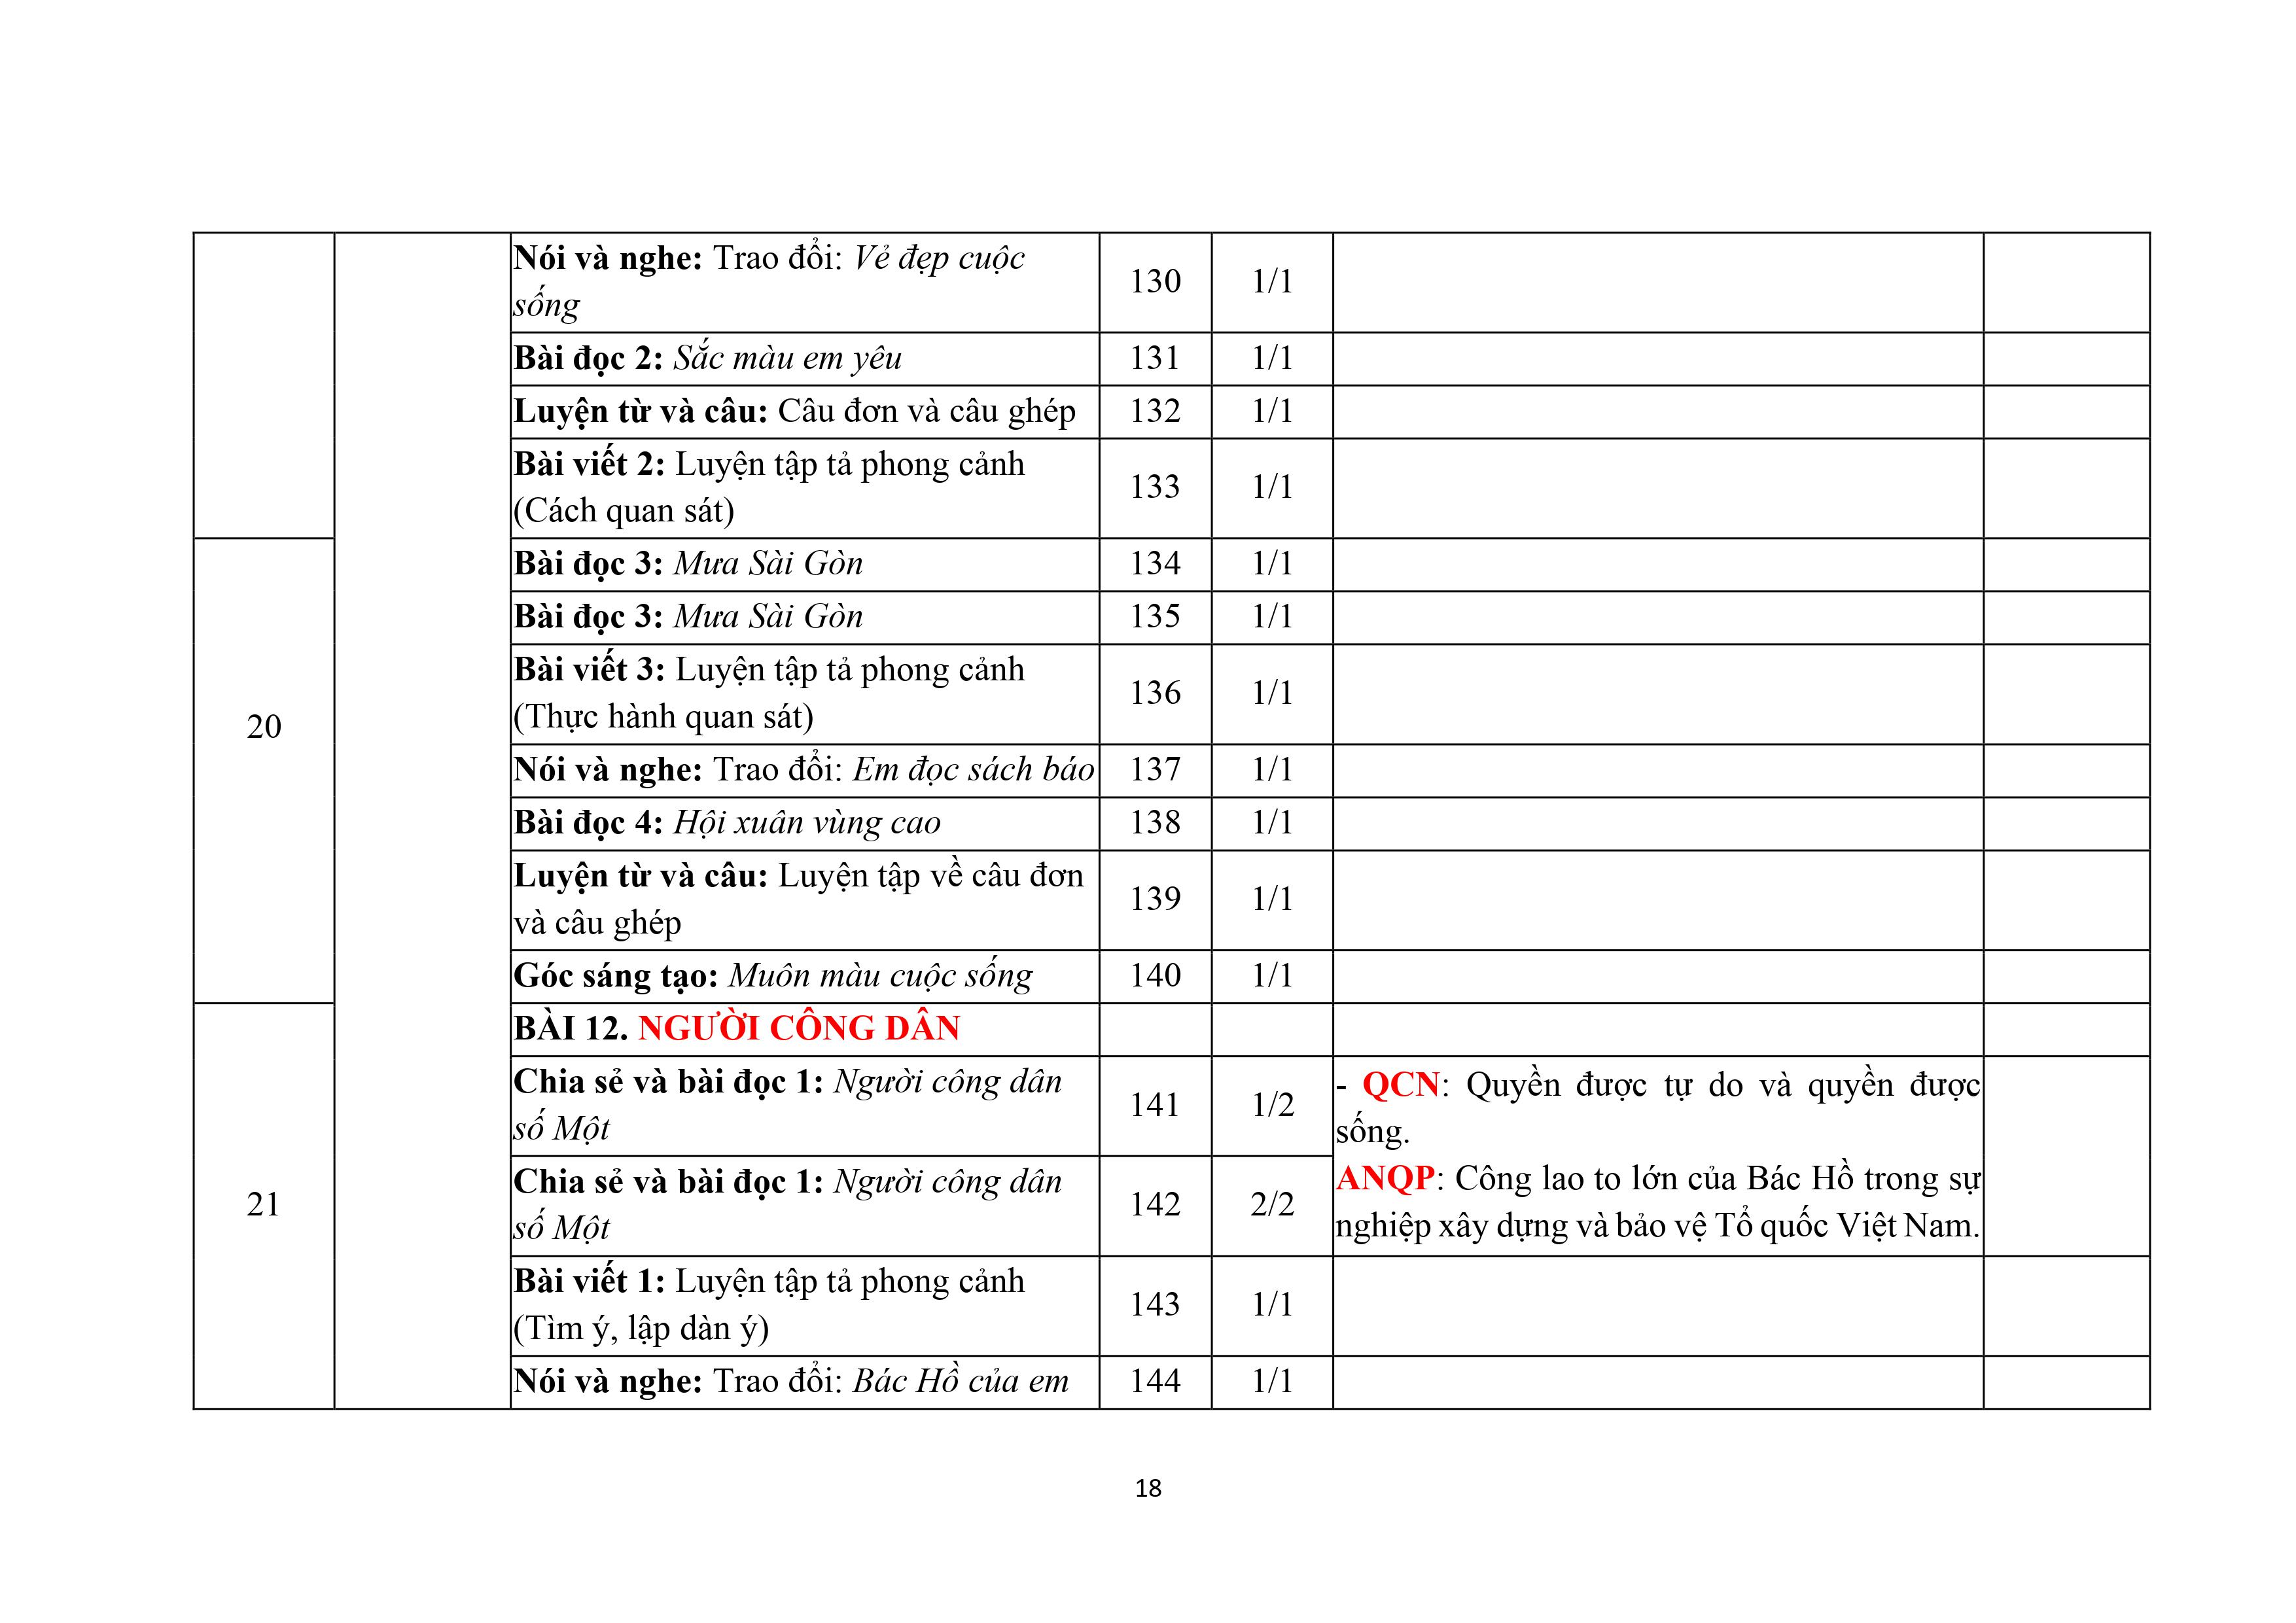 Nói và nghe: Trao đổi: Vẻ đẹp cuộc
sống
130
1/1
Bài đọc 2: Sắc màu em yêu
131
1/1
Luyện từ và câu: Câu đơn và câu ghép
132
1/1
Bài viết 2: Luyện tập tả phong cảnh
(Cách quan sát)
133
1/1
20
Bài đọc 3: Mưa Sài Gòn
134
1/1
Bài đọc 3: Mưa Sài Gòn
135
1/1
Bài viết 3: Luyện tập tả phong cảnh
(Thực hành quan sát)
136
1/1
Nói và nghe: Trao đổi: Em đọc sách báo
137
1/1
Bài đọc 4: Hội xuân vùng cao
138
1/1
Luyện từ và câu: Luyện tập về câu đơn
và câu ghép
139
1/1
Góc sáng tạo: Muôn màu cuộc sống
140
1/1
21
BÀI 12. NGƯỜI CÔNG DÂN
Chia sẻ và bài đọc 1: Người công dân
số Một
141
1/2
- QCN: Quyền được tự do và quyền được
sống.
ANQP: Công lao to lớn của Bác Hồ trong sự
nghiệp xây dựng và bảo vệ Tổ quốc Việt Nam.
Chia sẻ và bài đọc 1: Người công dân
số Một
142
2/2
Bài viết 1: Luyện tập tả phong cảnh
(Tìm ý, lập dàn ý)
143
1/1
Nói và nghe: Trao đổi: Bác Hồ của em
144
1/1
18